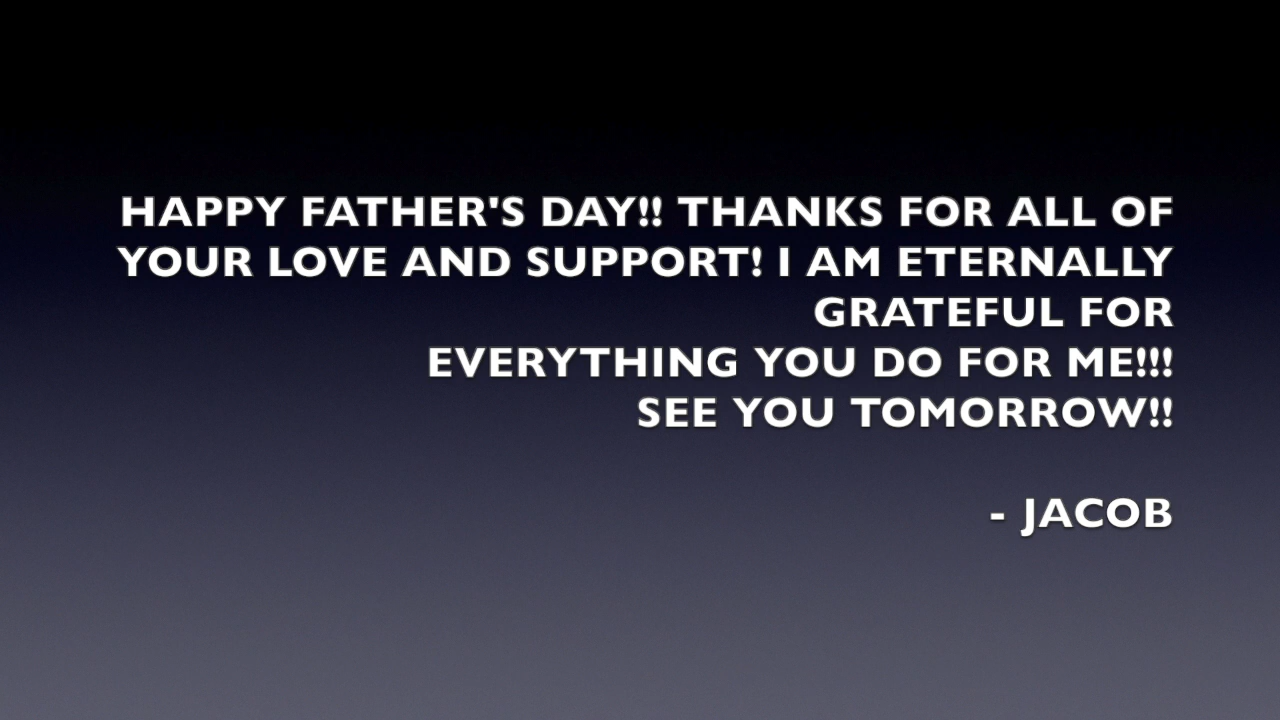 HAPPY FATHER'S DAY!! THANKS FOR ALL OF
YOUR LOVE AND SUPPORT! I AM ETERNALLY
GRATEFUL FOR
EVERYTHING YOU DO FOR ME!!!
SEE YOU TOMORROW!!
- JACOB